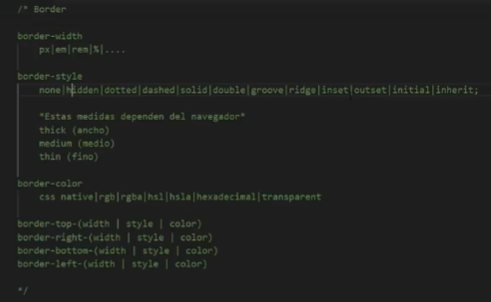 /* Border
border-width
px|em|rem|%|....
border-style
none|hidden|dotted|dashed|solid|double|groove|ridge|inset|outset|initial|inherit;
*Estas medidas dependen del navegador*
thick (ancho)
medium (medio)
thin (fino)
border-color
css native|rgb|rgba|hsl|hsla|hexadecimal|transparent
border-top-(width | style | color)
border-right-(width | style | color)
border-bottom-(width | style | color)
border-left-(width | style | color)
*/